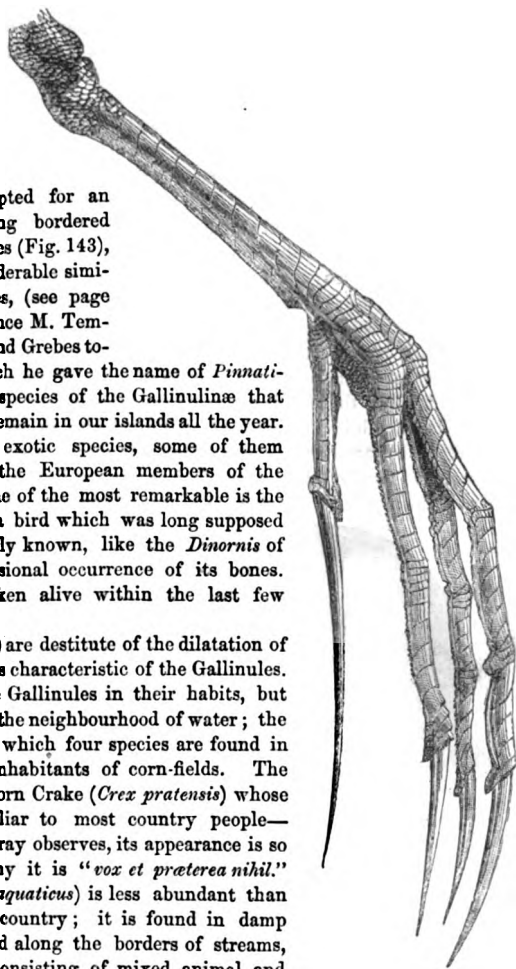 pted for an
ng bordered
es (Fig. 143),
derable simi-
s, (see page
nce M. Tem-
nd Grebes to-
h he gave the name of Pinnati-
species of the Gallinulinæ that
emain in our islands all the year.
exotic species, some of them
the European members of the
e of the most remarkable is the
a bird which was long supposed
ly known, like the Dinornis of
sional occurrence of its bones.
ken alive within the last few
) are destitute of the dilatation of
s characteristic of the Gallinules.
e Gallinules in their habits, but
the neighbourhood of water; the
which four species are found in
nhabitants of corn-fields. The
orn Crake (Crex pratensis) whose
liar to most country people—
ray observes, its appearance is so
y it is "vox et præterea nihil."
aquaticus) is less abundant than
country; it is found in damp
d along the borders of streams,
onsisting of mixed animal and